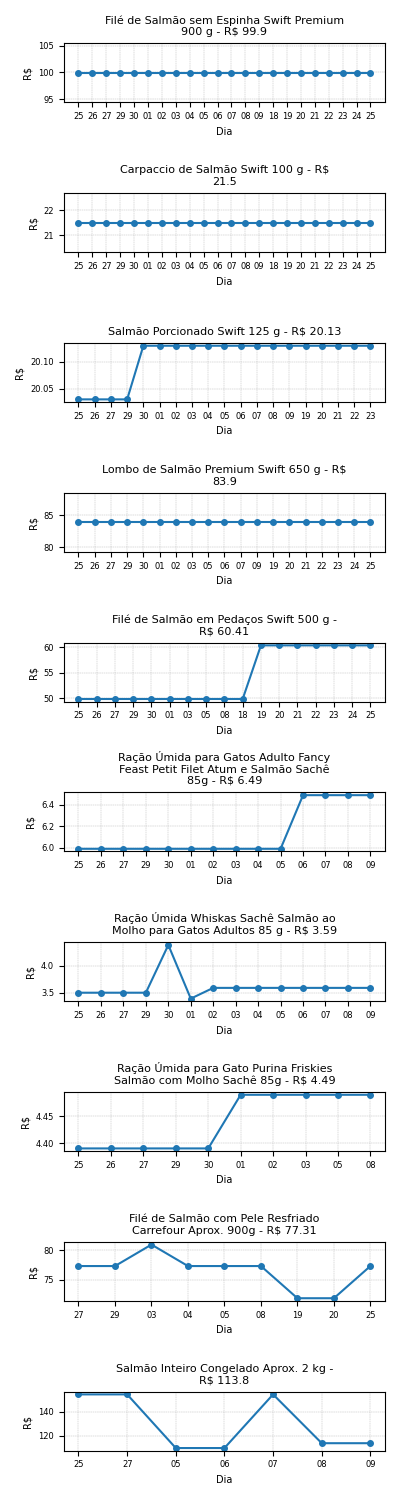 Filé de Salmão sem Espinha Swift Premium
900 g - R$ 99.9
105
100
95
R$
25 26 27 29 30 01 02 03 04 05 06 07 08 09 18 19 20 21 22 23 24 25
Dia
Carpaccio de Salmão Swift 100 g - R$
21.5
22
21
R$
25 26 27 29 30 01 02 03 04 05 06 07 08 09 18 19 20 21 22 23 24 25
Dia
Salmão Porcionado Swift 125 g - R$ 20.13
20.10
20.05
R$
25 26 27 29 30 01 02 03 04 05 06 07 08 09 19 20 21 22 23
Dia
Lombo de Salmão Premium Swift 650 g - R$
83.9
85
80
R$
25 26 27 29 30 01 02 03 04 05 06 07 08 09 18 19 20 21 22 23 24 25
Dia
Filé de Salmão em Pedaços Swift 500 g -
R$ 60.41
60
55
50
R$
25 26 27 29 30 01 03 05 08 18 19 20 21 22 23 24 25
Dia
Ração Úmida para Gatos Adulto Fancy
Feast Petit Filet Atum e Salmão Sachê
85g - R$ 6.49
6.4
6.2
6.0
R$
25 26 27 29 30 01 02 03 04 05 06 07 08 09
Dia
Ração Úmida Whiskas Sachê Salmão ao
Molho para Gatos Adultos 85 g - R$ 3.59
4.0
3.5
R$
25 26 27 29 30 01 02 03 04 05 06 07 08 09
Dia
Ração Úmida para Gato Purina Friskies
Salmão com Molho Sachê 85g - R$ 4.49
4.45
4.40
R$
25 26 27 29 30 01 02 03 05 08
Dia
Filé de Salmão com Pele Resfriado
Carrefour Aprox. 900g - R$ 77.31
80
75
R$
27 29 03 04 05 08 19 20 25
Dia
Salmão Inteiro Congelado Aprox. 2 kg -
R$ 113.8
140
120
R$
25 27 05 06 07 08 09
Dia